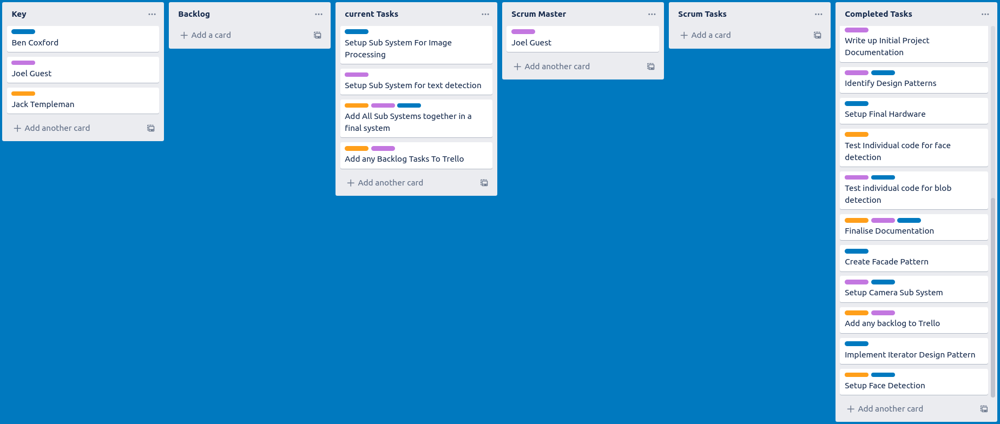 Key
Ben Coxford
Joel Guest
Jack Templeman
Add another card
Backlog
Add a card
current Tasks
Setup Sub System For Image
Processing
Setup Sub System for text detection
Add All Sub Systems together in a
final system
Add any Backlog Tasks To Trello
Add another card
Scrum Master
Joel Guest
Add another card
Scrum Tasks
Add a card
Completed Tasks
Write up Initial Project
Documentation
Identify Design Patterns
Setup Final Hardware
Test Individual code for face
detection
Test individual code for blob
detection
Finalise Documentation
Create Facade Pattern
Setup Camera Sub System
Add any backlog to Trello
Implement Iterator Design Pattern
Setup Face Detection
Add another card